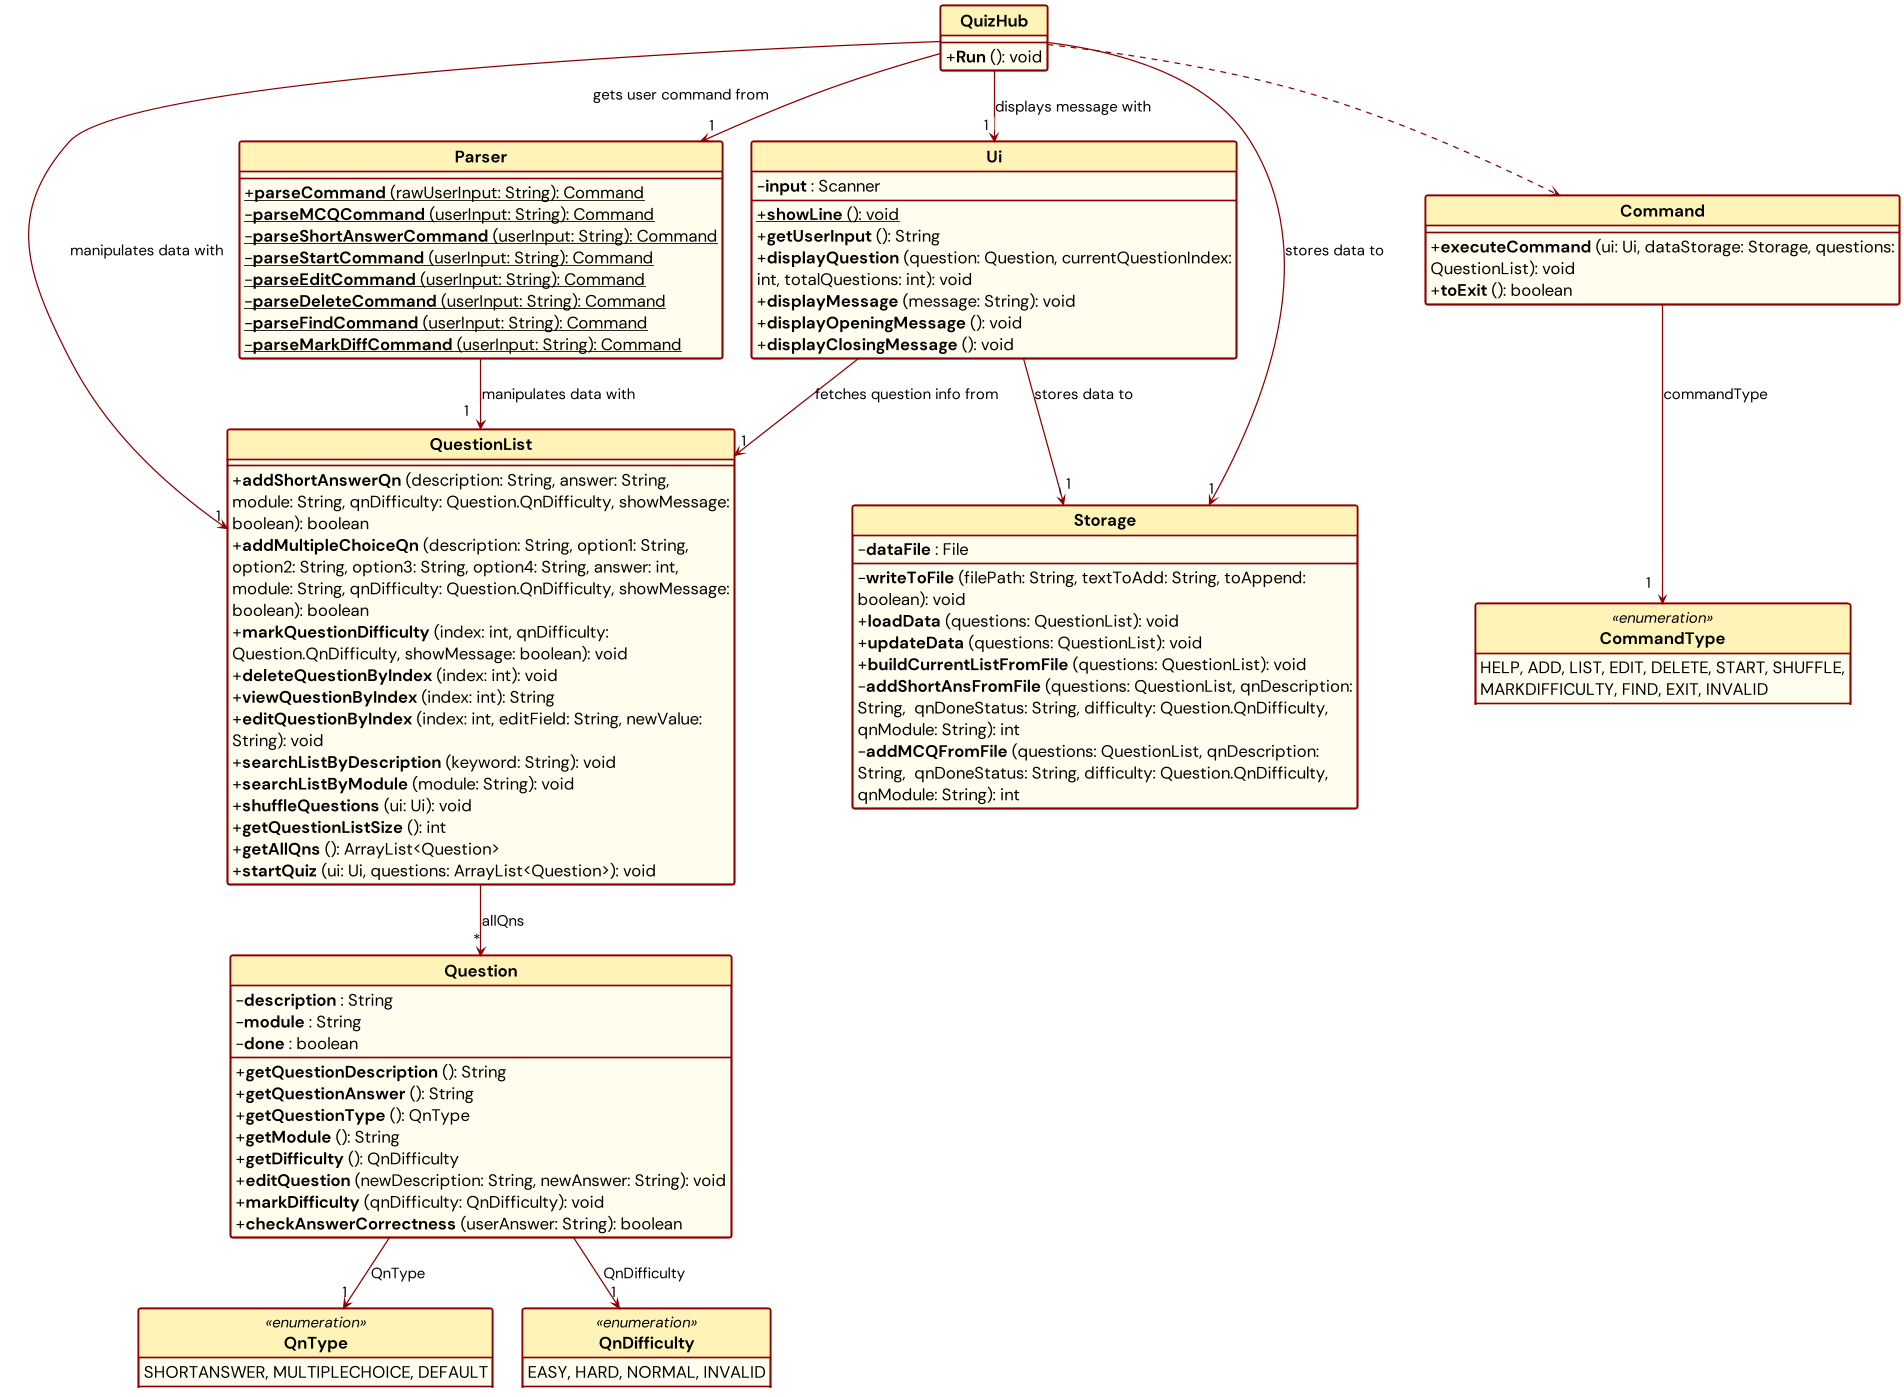 QuizHub
+Run (): void
gets user command from
1
displays message with
1
manipulates data with
1
stores data to
1
Parser
+parseCommand (rawUserInput: String): Command
-parseMCQCommand (userInput: String): Command
-parseShortAnswerCommand (userInput: String): Command
-parseStartCommand (userInput: String): Command
-parseEditCommand (userInput: String): Command
-parseDeleteCommand (userInput: String): Command
-parseFindCommand (userInput: String): Command
-parseMarkDiffCommand (userInput: String): Command
Ui
-input : Scanner
+showLine (): void
+getUserInput (): String
+displayQuestion (question: Question, currentQuestionIndex:
int, totalQuestions: int): void
+displayMessage (message: String): void
+displayOpeningMessage (): void
+displayClosingMessage (): void
Command
+executeCommand (ui: Ui, dataStorage: Storage, questions:
QuestionList): void
+toExit (): boolean
manipulates data with
1
fetches question info from
1
stores data to
1
commandType
1
QuestionList
+addShortAnswerQn (description: String, answer: String,
module: String, qnDifficulty: Question.QnDifficulty, showMessage:
boolean): boolean
+addMultipleChoiceQn (description: String, option1: String,
option2: String, option3: String, option4: String, answer: int,
module: String, qnDifficulty: Question.QnDifficulty, showMessage:
boolean): boolean
+markQuestionDifficulty (index: int, qnDifficulty:
Question.QnDifficulty, showMessage: boolean): void
+deleteQuestionByIndex (index: int): void
+viewQuestionByIndex (index: int): String
+editQuestionByIndex (index: int, editField: String, newValue:
String): void
+searchListByDescription (keyword: String): void
+searchListByModule (module: String): void
+shuffleQuestions (ui: Ui): void
+getQuestionListSize (): int
+getAllQns (): ArrayList<Question>
+startQuiz (ui: Ui, questions: ArrayList<Question>): void
Storage
-dataFile : File
-writeToFile (filePath: String, textToAdd: String, toAppend:
boolean): void
+loadData (questions: QuestionList): void
+updateData (questions: QuestionList): void
+buildCurrentListFromFile (questions: QuestionList): void
-addShortAnsFromFile (questions: QuestionList, qnDescription:
String, qnDoneStatus: String, difficulty: Question.QnDifficulty,
qnModule: String): int
-addMCQFromFile (questions: QuestionList, qnDescription:
String, qnDoneStatus: String, difficulty: Question.QnDifficulty,
qnModule: String): int
«enumeration»
CommandType
HELP, ADD, LIST, EDIT, DELETE, START, SHUFFLE,
MARKDIFFICULTY, FIND, EXIT, INVALID
allQns
*
Question
-description : String
-module : String
-done : boolean
+getQuestionDescription (): String
+getQuestionAnswer (): String
+getQuestionType (): QnType
+getModule (): String
+getDifficulty (): QnDifficulty
+editQuestion (newDescription: String, newAnswer: String): void
+markDifficulty (qnDifficulty: QnDifficulty): void
+checkAnswerCorrectness (userAnswer: String): boolean
QnType
1
QnDifficulty
1
«enumeration»
QnType
SHORTANSWER, MULTIPLECHOICE, DEFAULT
«enumeration»
QnDifficulty
EASY, HARD, NORMAL, INVALID